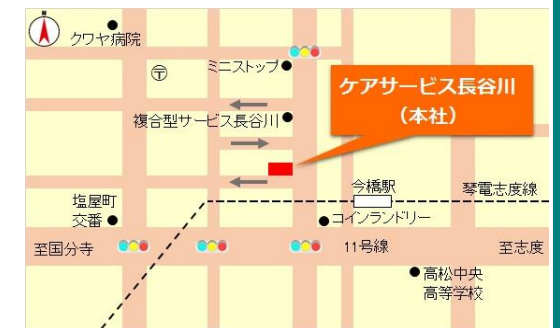 クワヤ病院
〒
ミニストップ
ケアサービス長谷川
（本社）
複合型サービス長谷川
今橋駅
琴電志度線
塩屋町
交番
コインランドリー
至国分寺
11号線
至志度
高松中央
高等学校